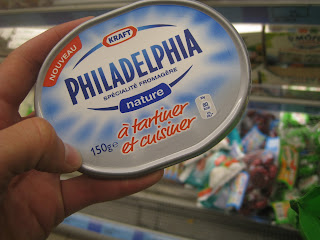 NOUVEAU
KRAFT
PHILADELPHIA
SPÉCIALITÉ FROMAGÈRE
nature
à tartiner
et cuisiner
150g e